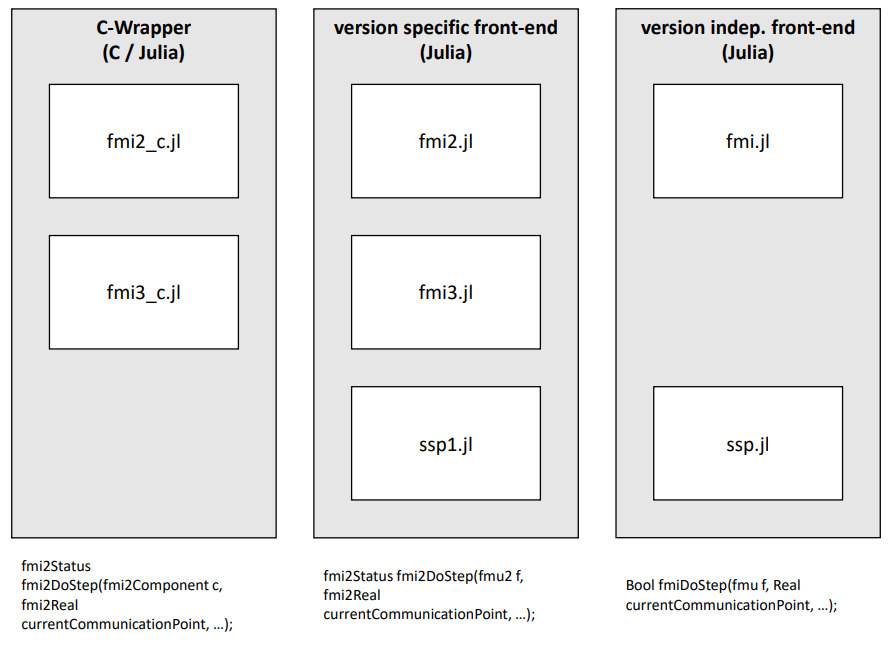 C-Wrapper
(C / Julia)
fmi2_c.jl
fmi3_c.jl
fmi2Status
fmi2DoStep(fmi2Component c,
fmi2Real
currentCommunicationPoint, …);
version specific front-end
(Julia)
fmi2.jl
fmi3.jl
ssp1.jl
fmi2Status fmi2DoStep(fmu2 f,
fmi2Real
currentCommunicationPoint, …);
version indep. front-end
(Julia)
fmi.jl
ssp.jl
Bool fmiDoStep(fmu f, Real
currentCommunicationPoint, …);